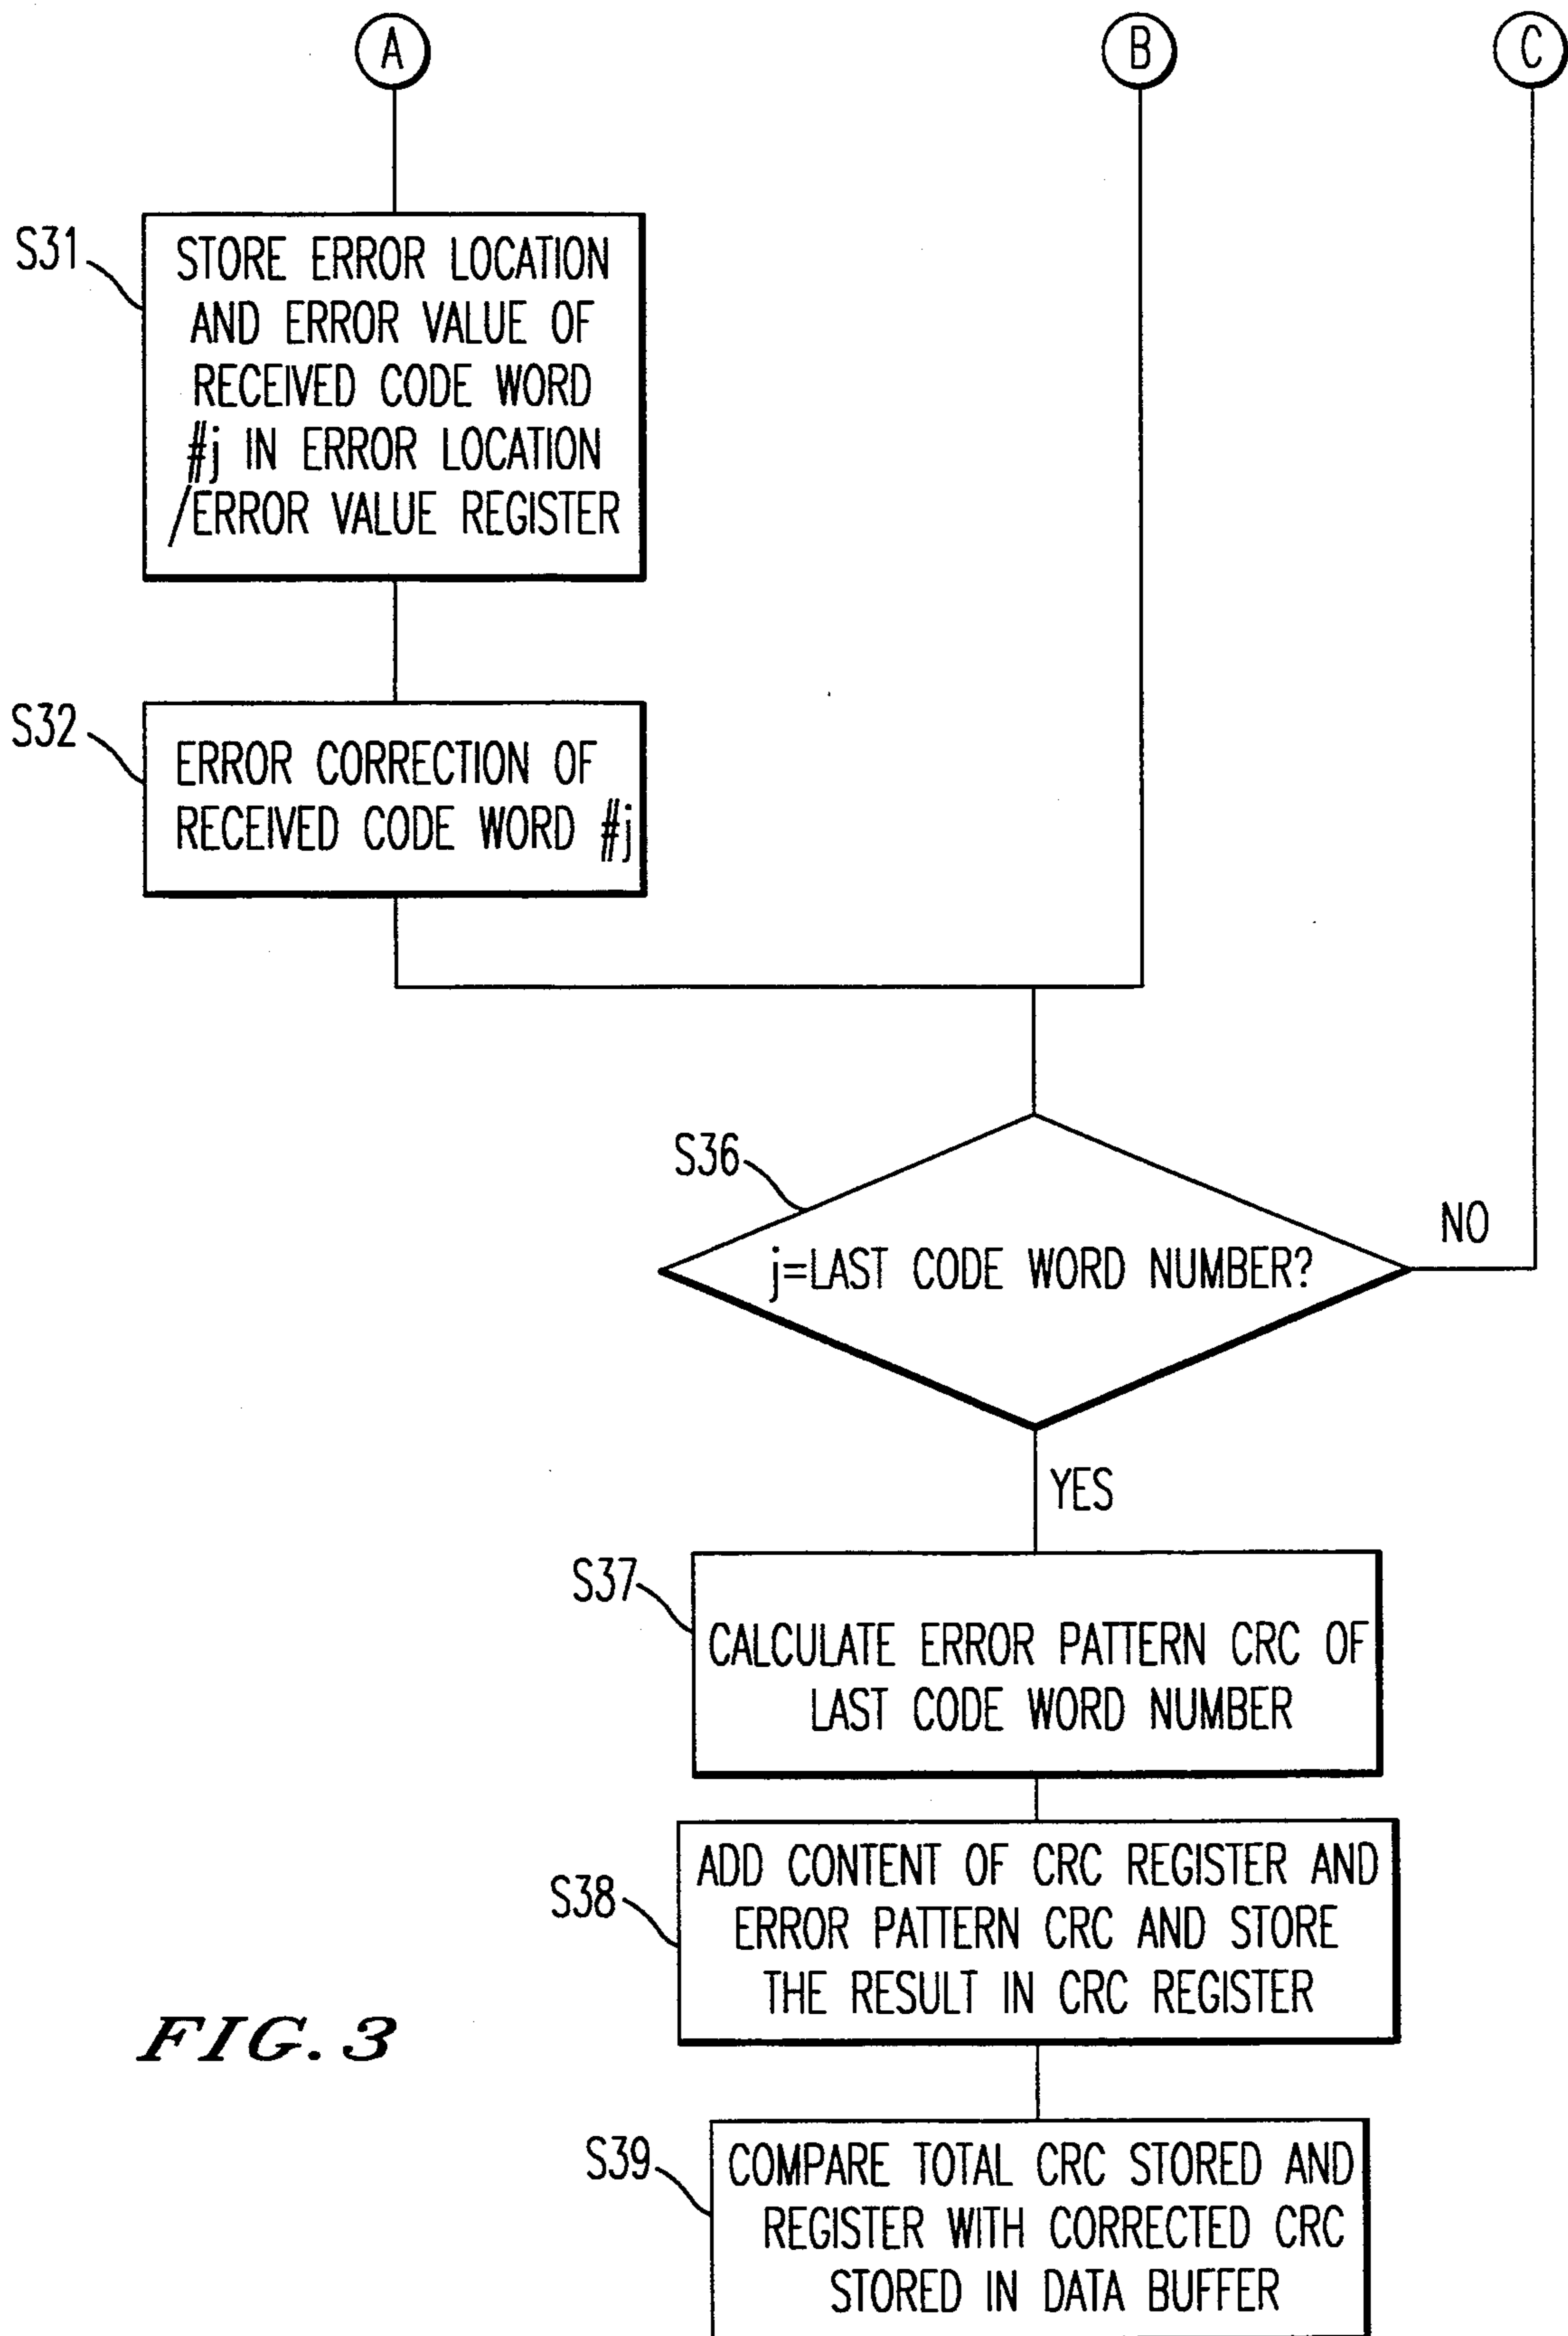 A
B
C
S31
STORE ERROR LOCATION
AND ERROR VALUE OF
RECEIVED CODE WORD
#j IN ERROR LOCATION
/ERROR VALUE REGISTER
S32
ERROR CORRECTION OF
RECEIVED CODE WORD #j
S36
j=LAST CODE WORD NUMBER?
NO
YES
S37
CALCULATE ERROR PATTERN CRC OF
LAST CODE WORD NUMBER
S38
ADD CONTENT OF CRC REGISTER AND
ERROR PATTERN CRC AND STORE
THE RESULT IN CRC REGISTER
FIG. 3
S39
COMPARE TOTAL CRC STORED AND
REGISTER WITH CORRECTED CRC
STORED IN DATA BUFFER